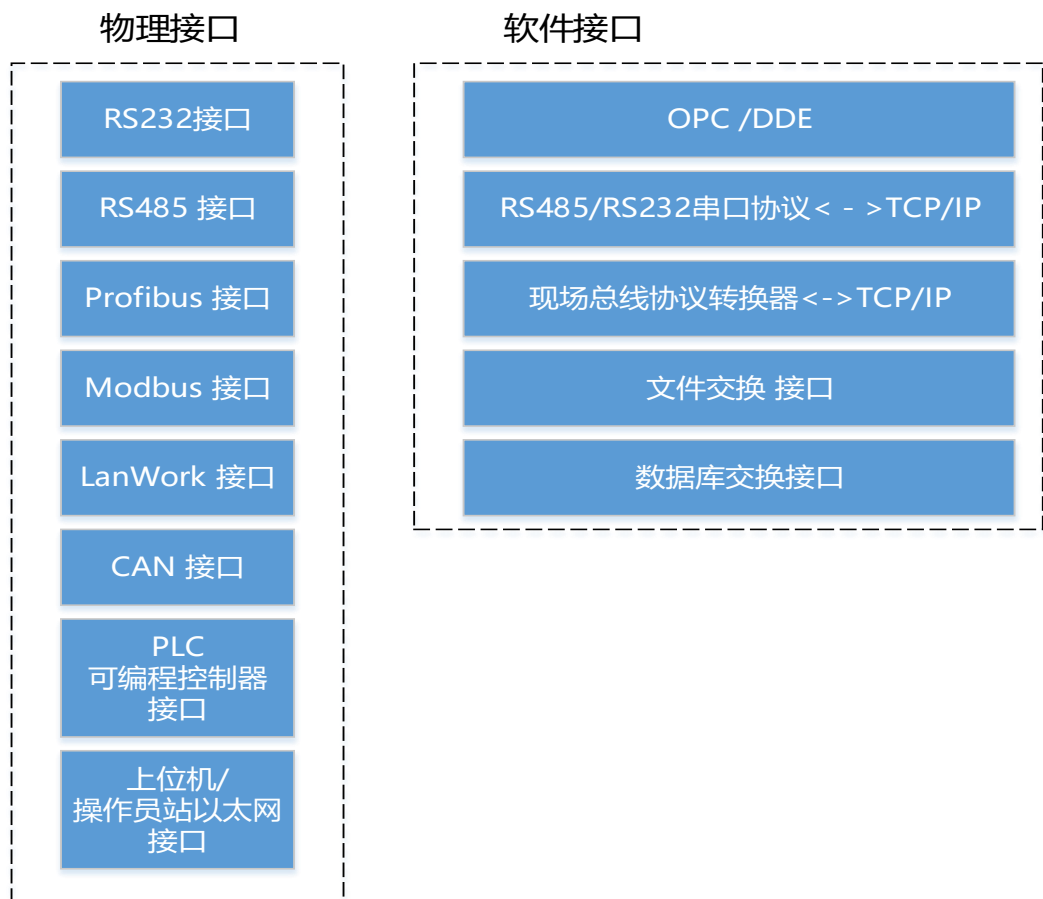 物理接口
RS232接口
RS485 接口
Profibus 接口
Modbus 接口
LanWork 接口
CAN 接口
PLC
可编程控制器
接口
上位机/
操作员站以太网
接口
软件接口
OPC /DDE
RS485/RS232串口协议< - >TCP/IP
现场总线协议转换器<->TCP/IP
文件交换 接口
数据库交换接口